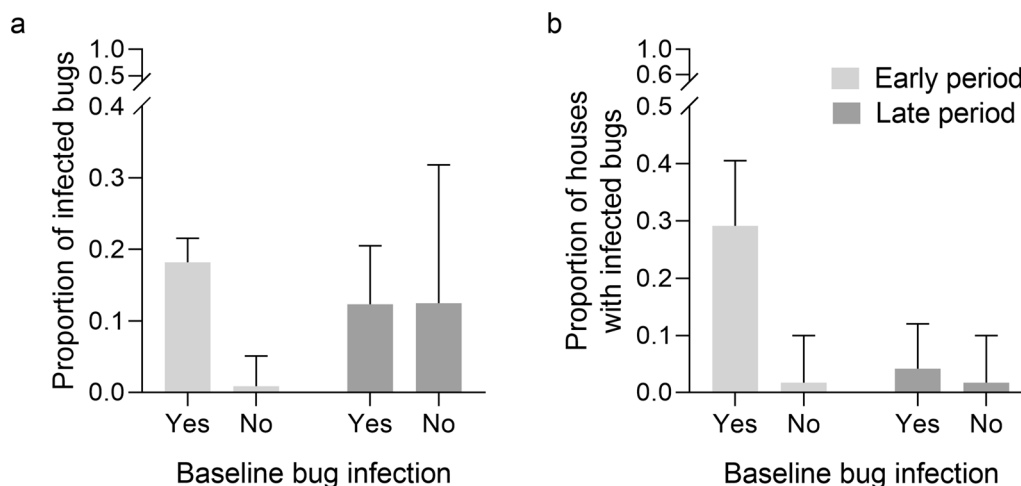 a
Proportion of infected bugs
1.0
0.5
0.4
0.3
0.2
0.1
0.0
Yes
No
Yes
No
Baseline bug infection
b
Proportion of houses
with infected bugs
1.0
0.6
0.5
0.4
0.3
0.2
0.1
0.0
Early period
Late period
Yes
No
Yes
No
Baseline bug infection